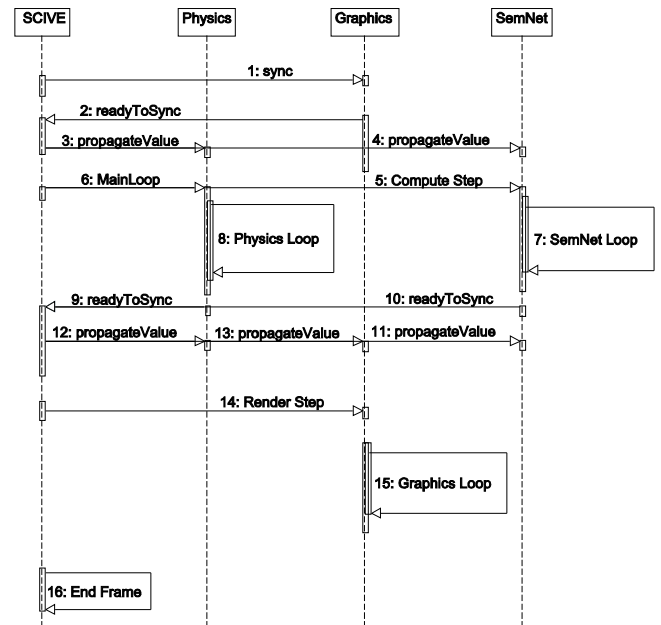 SCIVE
Physics
Graphics
SemNet
1: sync
2: readyToSync
3: propagateValue
4: propagateValue
6: MainLoop
5: Compute Step
8: Physics Loop
7: SemNet Loop
9: readyToSync
10: readyToSync
12: propagateValue
13: propagateValue
11: propagateValue
14: Render Step
15: Graphics Loop
16: End Frame